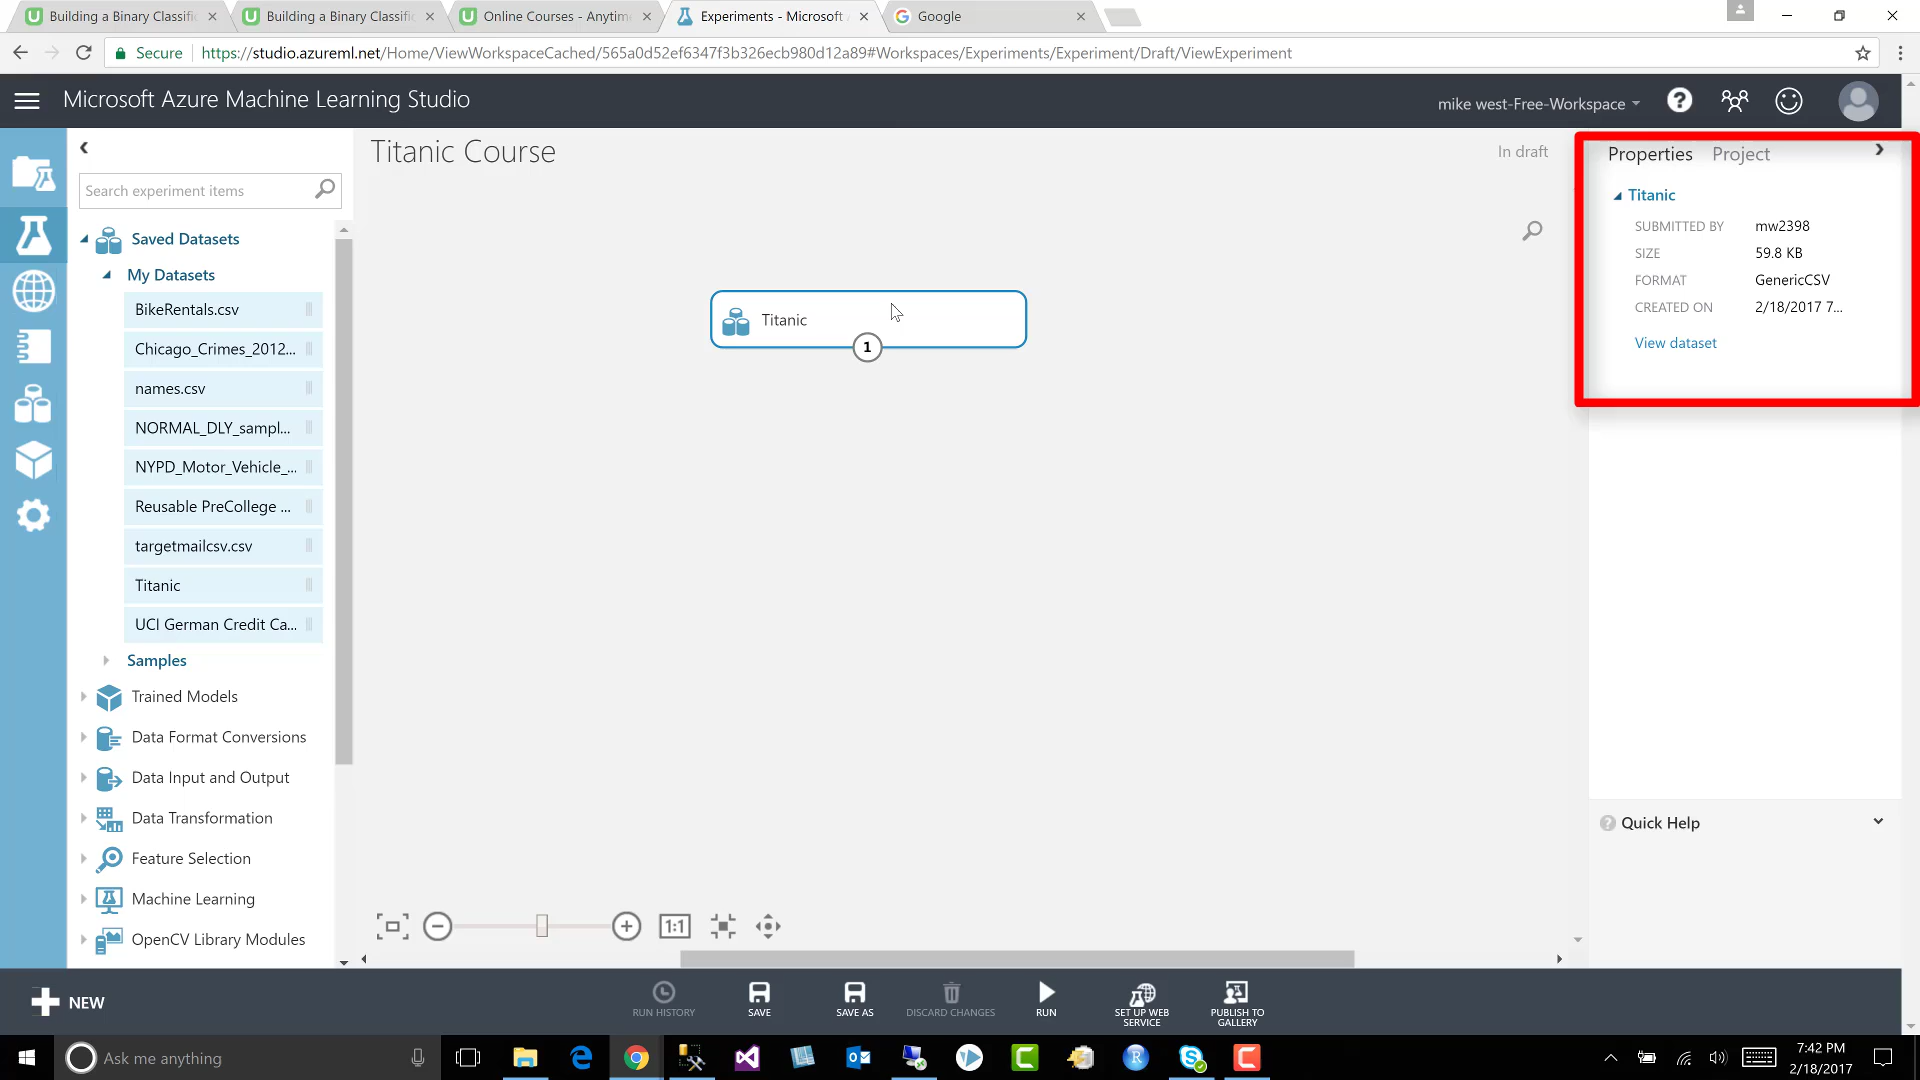 Building a Binary Classific
Building a Binary Classific
Online Courses - Anytime
Experiments - Microsoft
Google
Secure
https://studio.azureml.net/Home/ViewWorkspaceCached/565a0d52ef6347f3b326ecb980d12a89#Workspaces/Experiments/Experiment/Draft/ViewExperiment
Microsoft Azure Machine Learning Studio
mike west-Free-Workspace
Search experiment items
Saved Datasets
My Datasets
BikeRentals.csv
Chicago_Crimes_2012...
names.csv
NORMAL_DLY_sampl...
NYPD_Motor_Vehicle_...
Reusable PreCollege ...
targetmailcsv.csv
Titanic
UCI German Credit Ca...
Samples
Trained Models
Data Format Conversions
Data Input and Output
Data Transformation
Feature Selection
Machine Learning
OpenCV Library Modules
Titanic Course
In draft
Titanic
1
1:1
Properties Project
Titanic
SUBMITTED BY mw2398
SIZE 59.8 KB
FORMAT GenericCSV
CREATED ON 2/18/2017 7...
View dataset
Quick Help
NEW
RUN HISTORY
SAVE
SAVE AS
DISCARD CHANGES
RUN
SET UP WEB
SERVICE
PUBLISH TO
GALLERY
Ask me anything
7:42 PM
2/18/2017